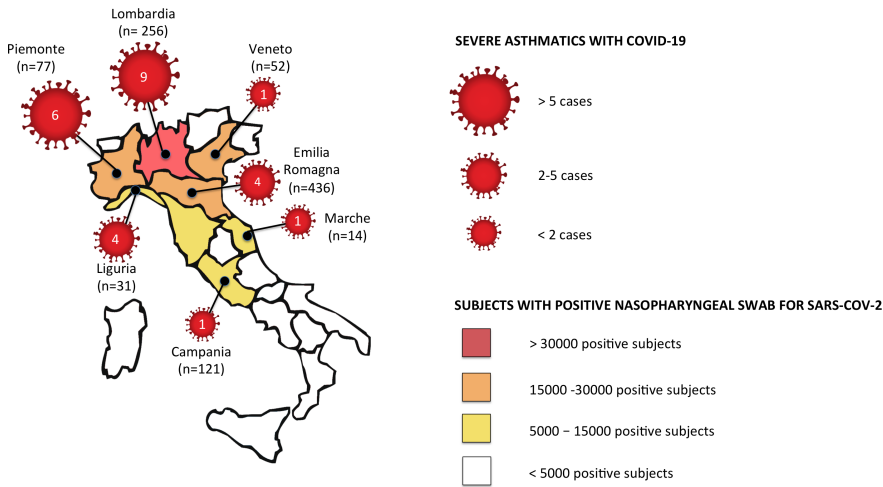 Lombardia
(n= 256)
Piemonte
(n=77)
Veneto
(n=52)
9
6
1
Emilia
Romagna
(n=436)
4
1
Marche
(n=14)
4
Liguria
(n=31)
1
Campania
(n=121)
SEVERE ASTHMATICS WITH COVID-19
> 5 cases
2-5 cases
< 2 cases
SUBJECTS WITH POSITIVE NASOPHARYNGEAL SWAB FOR SARS-COV-2
> 30000 positive subjects
15000 -30000 positive subjects
5000 – 15000 positive subjects
< 5000 positive subjects